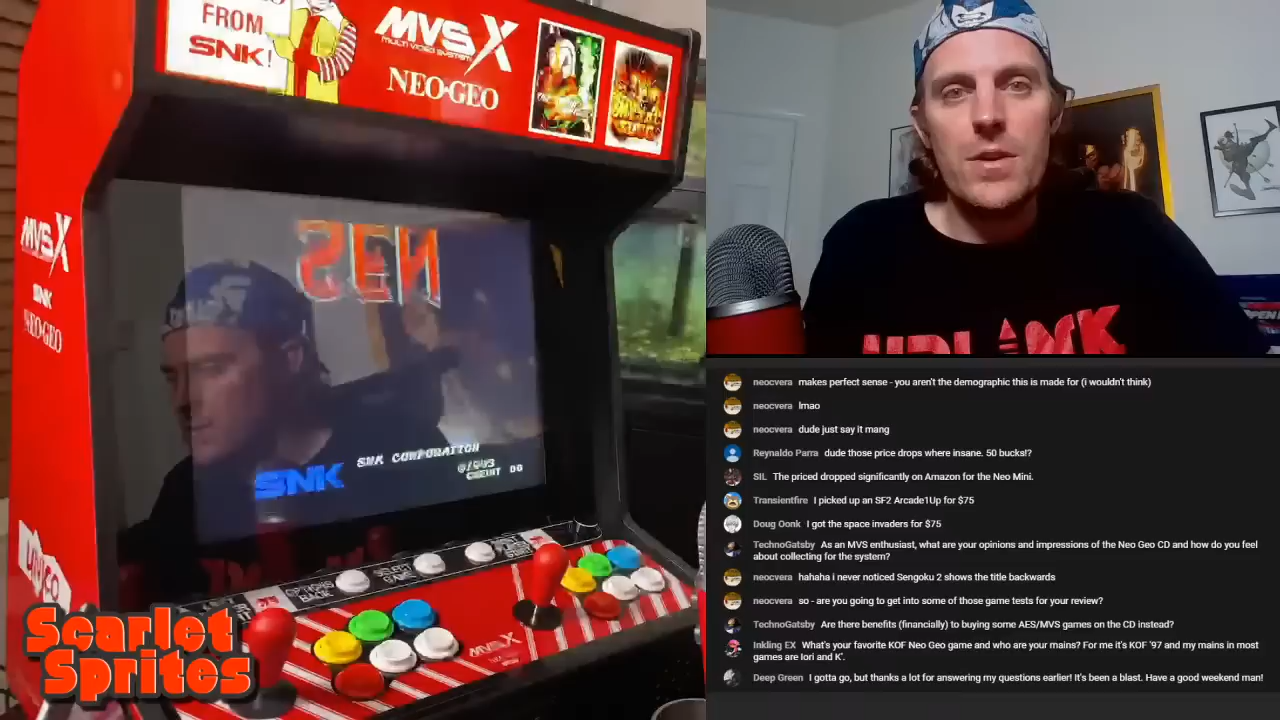 FROM
SNK!
MVSX
MULTI VIDEO SYSTEM
NEO·GEO
MVSX
SNK
NEO·GEO
SNK CORPORATION
SNK
CREDIT 00
OPTIONS
SELECT
GAME
MVSX
Scarlet
Sprites
neocvera makes perfect sense - you aren't the demographic this is made for (i wouldn't think)
neocvera lmao
neocvera dude just say it mang
Reynaldo Parra dude those price drops where insane. 50 bucks!?
SIL The priced dropped significantly on Amazon for the Neo Mini.
Transientfire I picked up an SF2 Arcade1Up for $75
Doug Oonk I got the space invaders for $75
TechnoGatsby As an MVS enthusiast, what are your opinions and impressions of the Neo Geo CD and how do you feel
about collecting for the system?
neocvera hahaha i never noticed Sengoku 2 shows the title backwards
neocvera so - are you going to get into some of those game tests for your review?
TechnoGatsby Are there benefits (financially) to buying some AES/MVS games on the CD instead?
Inkling EX What's your favorite KOF Neo Geo game and who are your mains? For me it's KOF '97 and my mains in most
games are Iori and K'.
Deep Green I gotta go, but thanks a lot for answering my questions earlier! It's been a blast. Have a good weekend man!